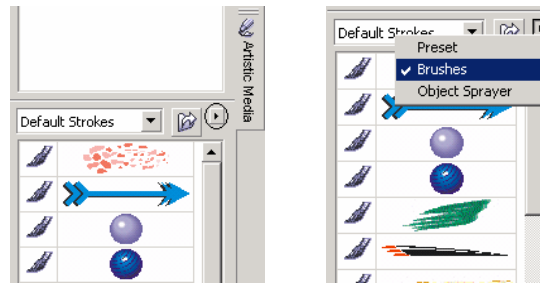 Artistic Media
Default Strokes
Default Strokes
Preset
Brushes
Object Sprayer